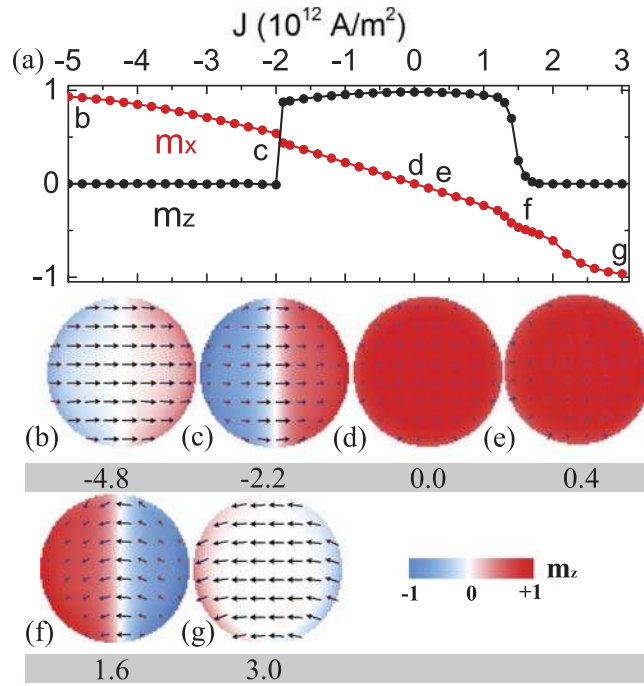 J (10¹² A/m²)
-5 -4 -3 -2 -1 0 1 2 3
(a)
1
0
-1
b
mx
c
mz
d
e
f
g
(b) (c) (d) (e)
-4.8 -2.2 0.0 0.4
(f) (g)
mz
-1 0 +1
1.6 3.0